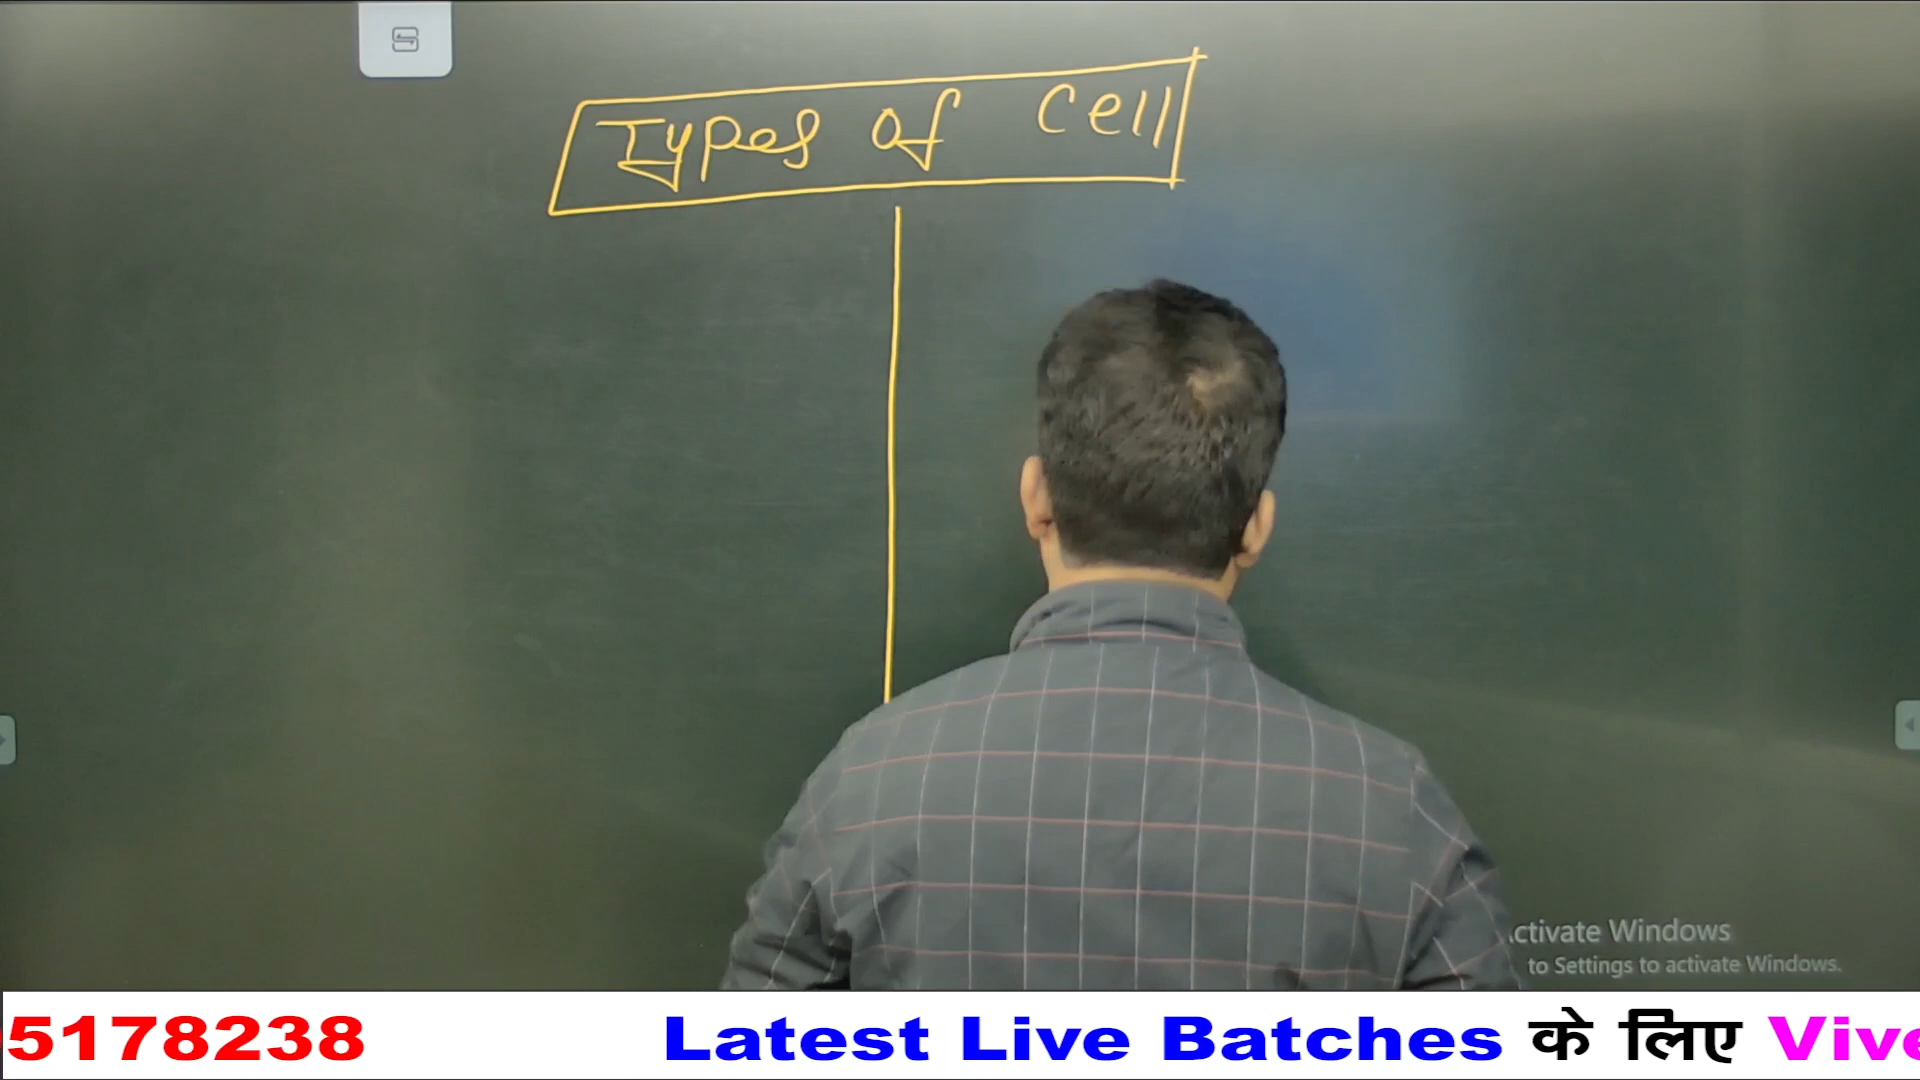 Types of Cell
ctivate Windows
to Settings to activate Windows.
5178238 Latest Live Batches के लिए Vive